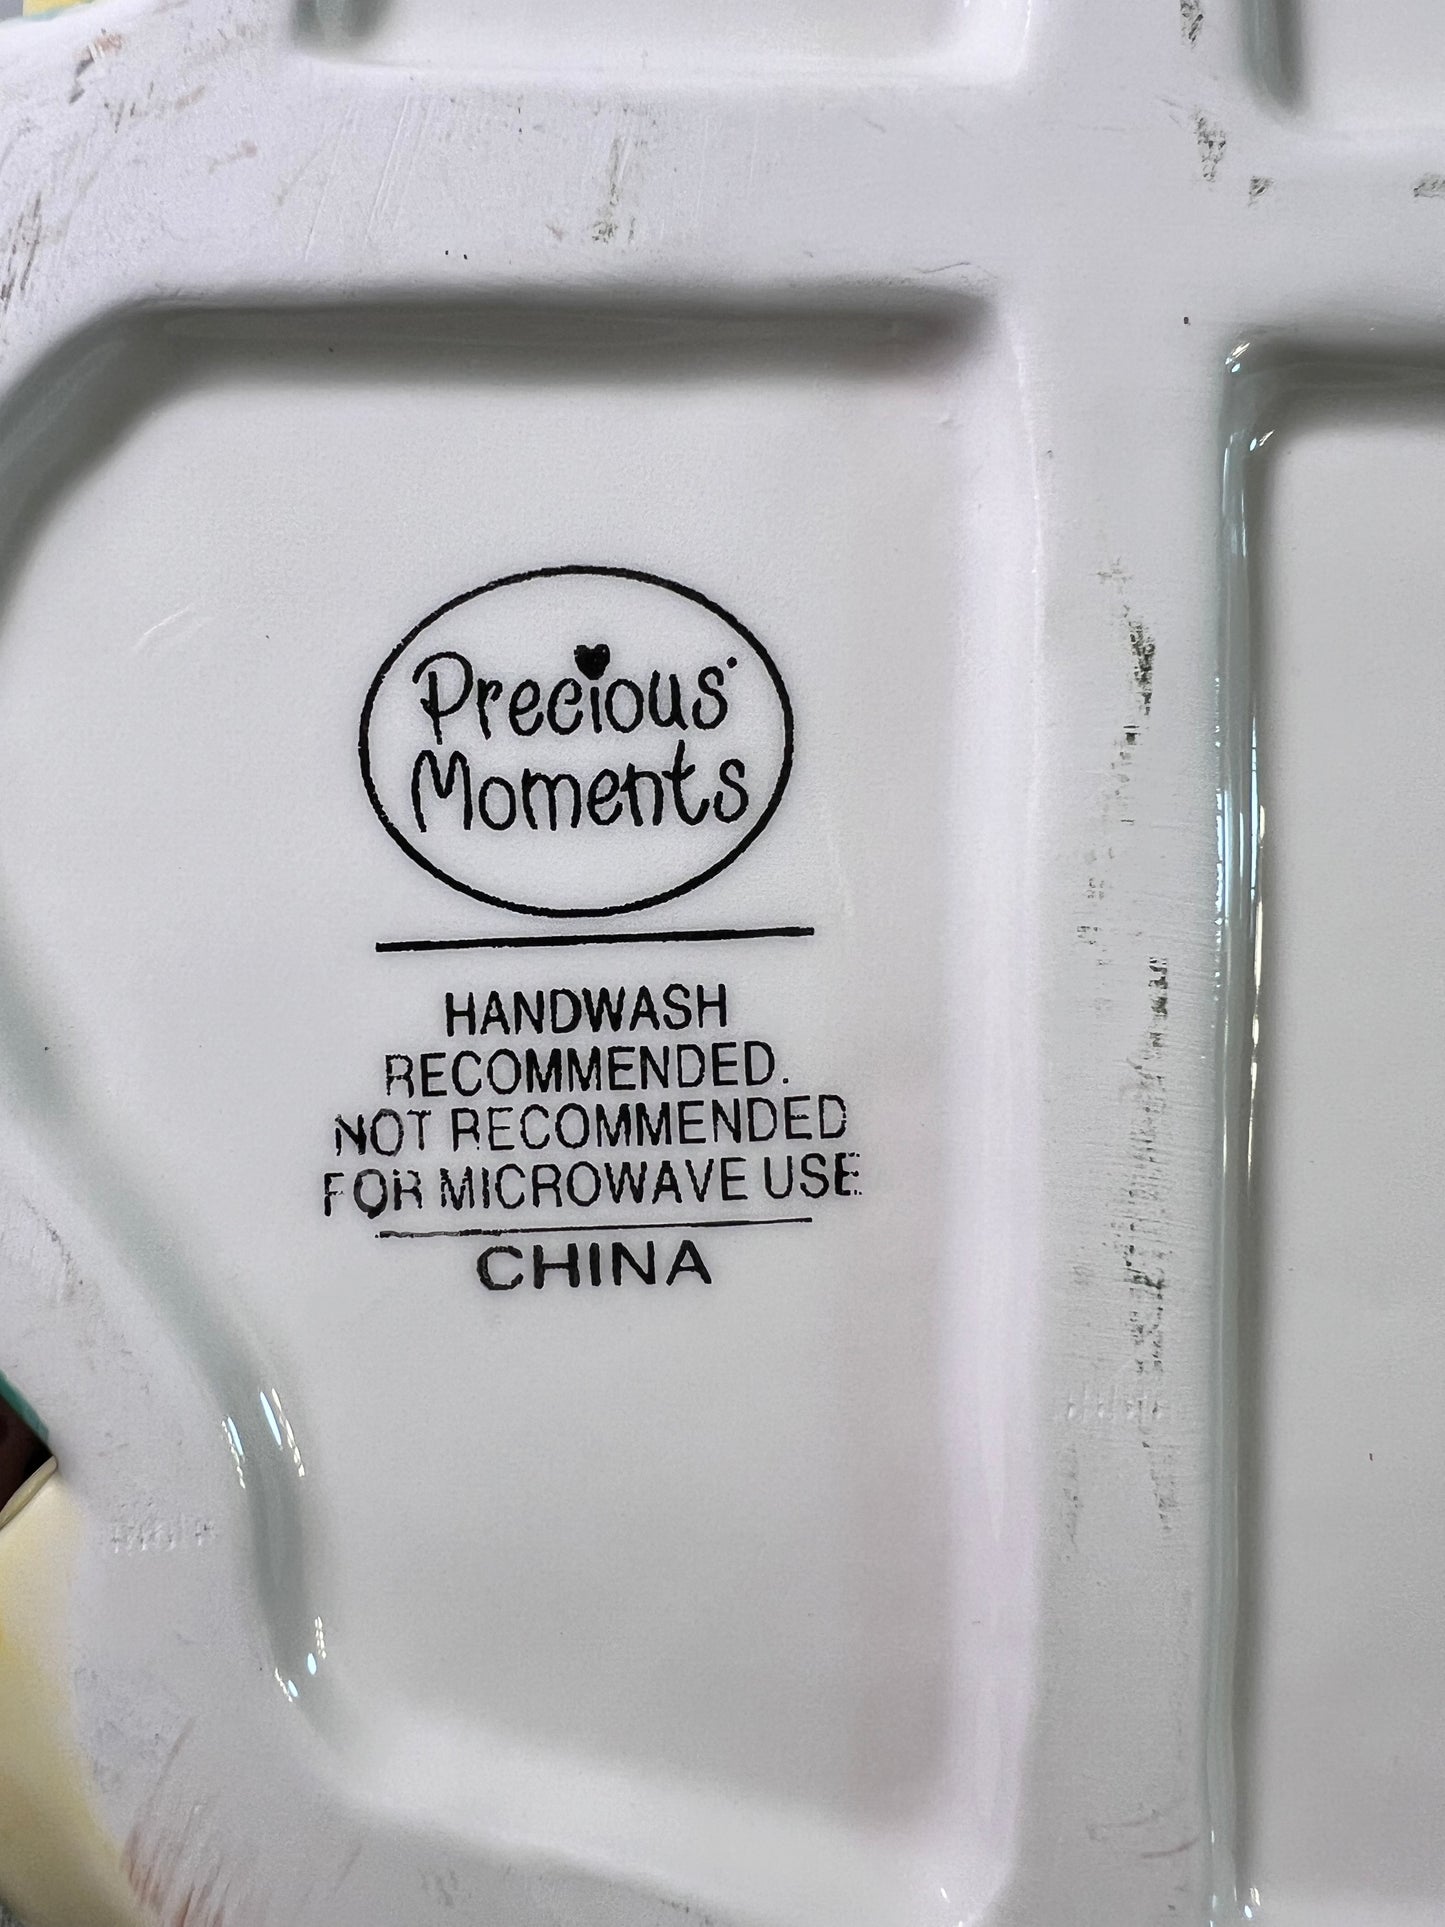 Precious
Moments
HANDWASH
RECOMMENDED.
NOT RECOMMENDED
FOR MICROWAVE USE
CHINA